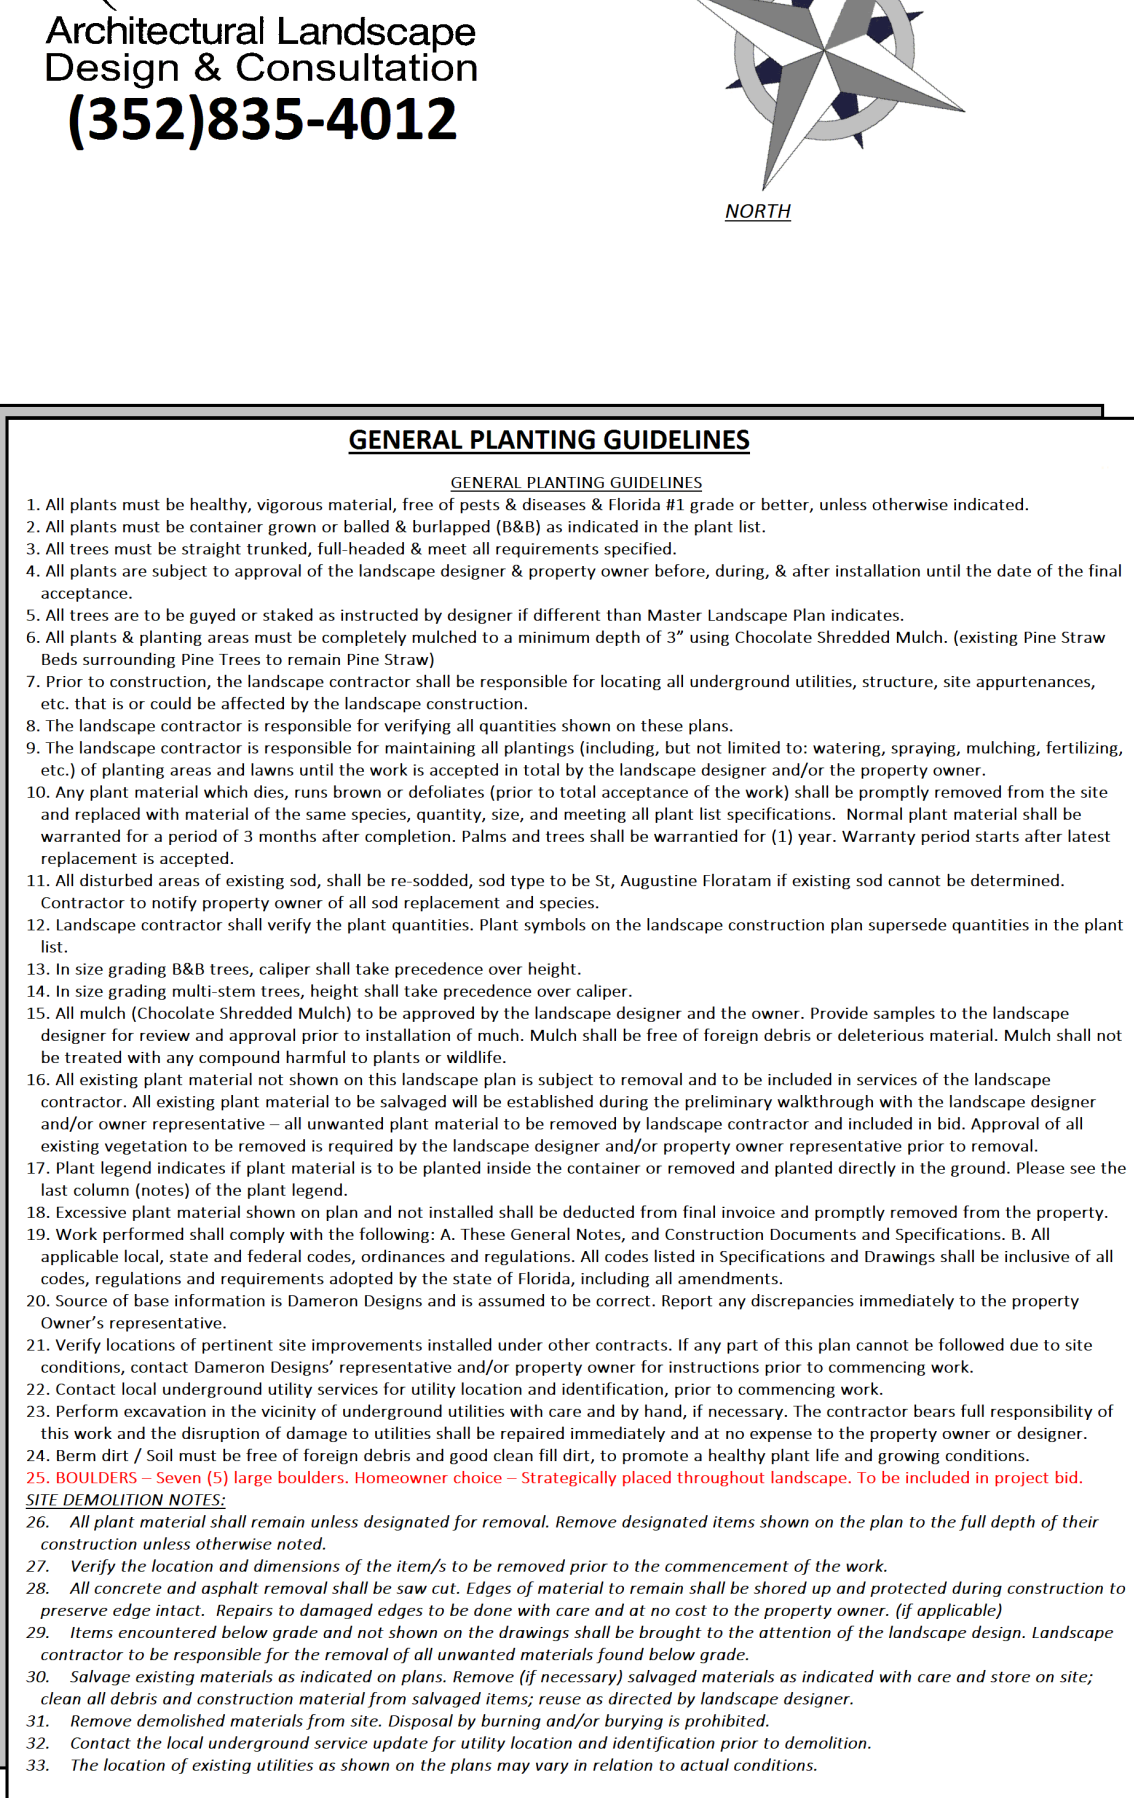 Architectural Landscape
Design & Consultation
(352)835-4012
NORTH
GENERAL PLANTING GUIDELINES
GENERAL PLANTING GUIDELINES
1. All plants must be healthy, vigorous material, free of pests & diseases & Florida #1 grade or better, unless otherwise indicated.
2. All plants must be container grown or balled & burlapped (B&B) as indicated in the plant list.
3. All trees must be straight trunked, full-headed & meet all requirements specified.
4. All plants are subject to approval of the landscape designer & property owner before, during, & after installation until the date of the final
acceptance.
5. All trees are to be guyed or staked as instructed by designer if different than Master Landscape Plan indicates.
6. All plants & planting areas must be completely mulched to a minimum depth of 3” using Chocolate Shredded Mulch. (existing Pine Straw
Beds surrounding Pine Trees to remain Pine Straw)
7. Prior to construction, the landscape contractor shall be responsible for locating all underground utilities, structure, site appurtenances,
etc. that is or could be affected by the landscape construction.
8. The landscape contractor is responsible for verifying all quantities shown on these plans.
9. The landscape contractor is responsible for maintaining all plantings (including, but not limited to: watering, spraying, mulching, fertilizing,
etc.) of planting areas and lawns until the work is accepted in total by the landscape designer and/or the property owner.
10. Any plant material which dies, runs brown or defoliates (prior to total acceptance of the work) shall be promptly removed from the site
and replaced with material of the same species, quantity, size, and meeting all plant list specifications.  Normal plant material shall be
warranted for a period of 3 months after completion. Palms and trees shall be warrantied for (1) year. Warranty period starts after latest
replacement is accepted.
11. All disturbed areas of existing sod, shall be re-sodded, sod type to be St, Augustine Floratam if existing sod cannot be determined.
Contractor to notify property owner of all sod replacement and species.
12. Landscape contractor shall verify the plant quantities. Plant symbols on the landscape construction plan supersede quantities in the plant
list.
13. In size grading B&B trees, caliper shall take precedence over height.
14. In size grading multi-stem trees, height shall take precedence over caliper.
15. All mulch (Chocolate Shredded Mulch) to be approved by the landscape designer and the owner. Provide samples to the landscape
designer for review and approval prior to installation of much. Mulch shall be free of foreign debris or deleterious material. Mulch shall not
be treated with any compound harmful to plants or wildlife.
16. All existing plant material not shown on this landscape plan is subject to removal and to be included in services of the landscape
contractor. All existing plant material to be salvaged will be established during the preliminary walkthrough with the landscape designer
and/or owner representative – all unwanted plant material to be removed by landscape contractor and included in bid. Approval of all
existing vegetation to be removed is required by the landscape designer and/or property owner representative prior to removal.
17. Plant legend indicates if plant material is to be planted inside the container or removed and planted directly in the ground. Please see the
last column (notes) of the plant legend.
18. Excessive plant material shown on plan and not installed shall be deducted from final invoice and promptly removed from the property.
19. Work performed shall comply with the following: A. These General Notes, and Construction Documents and Specifications. B. All
applicable local, state and federal codes, ordinances and regulations. All codes listed in Specifications and Drawings shall be inclusive of all
codes, regulations and requirements adopted by the state of Florida, including all amendments.
20. Source of base information is Dameron Designs and is assumed to be correct. Report any discrepancies immediately to the property
Owner’s representative.
21. Verify locations of pertinent site improvements installed under other contracts. If any part of this plan cannot be followed due to site
conditions, contact Dameron Designs’ representative and/or property owner for instructions prior to commencing work.
22. Contact local underground utility services for utility location and identification, prior to commencing work.
23. Perform excavation in the vicinity of underground utilities with care and by hand, if necessary. The contractor bears full responsibility of
this work and the disruption of damage to utilities shall be repaired immediately and at no expense to the property owner or designer.
24. Berm dirt / Soil must be free of foreign debris and good clean fill dirt, to promote a healthy plant life and growing conditions.
25. BOULDERS – Seven (5) large boulders. Homeowner choice – Strategically placed throughout landscape. To be included in project bid.
SITE DEMOLITION NOTES:
26. All plant material shall remain unless designated for removal. Remove designated items shown on the plan to the full depth of their
construction unless otherwise noted.
27. Verify the location and dimensions of the item/s to be removed prior to the commencement of the work.
28. All concrete and asphalt removal shall be saw cut. Edges of material to remain shall be shored up and protected during construction to
preserve edge intact.  Repairs to damaged edges to be done with care and at no cost to the property owner. (if applicable)
29. Items encountered below grade and not shown on the drawings shall be brought to the attention of the landscape design. Landscape
contractor to be responsible for the removal of all unwanted materials found below grade.
30. Salvage existing materials as indicated on plans. Remove (if necessary) salvaged materials as indicated with care and store on site;
clean all debris and construction material from salvaged items; reuse as directed by landscape designer.
31. Remove demolished materials from site. Disposal by burning and/or burying is prohibited.
32. Contact the local underground service update for utility location and identification prior to demolition.
33. The location of existing utilities as shown on the plans may vary in relation to actual conditions.